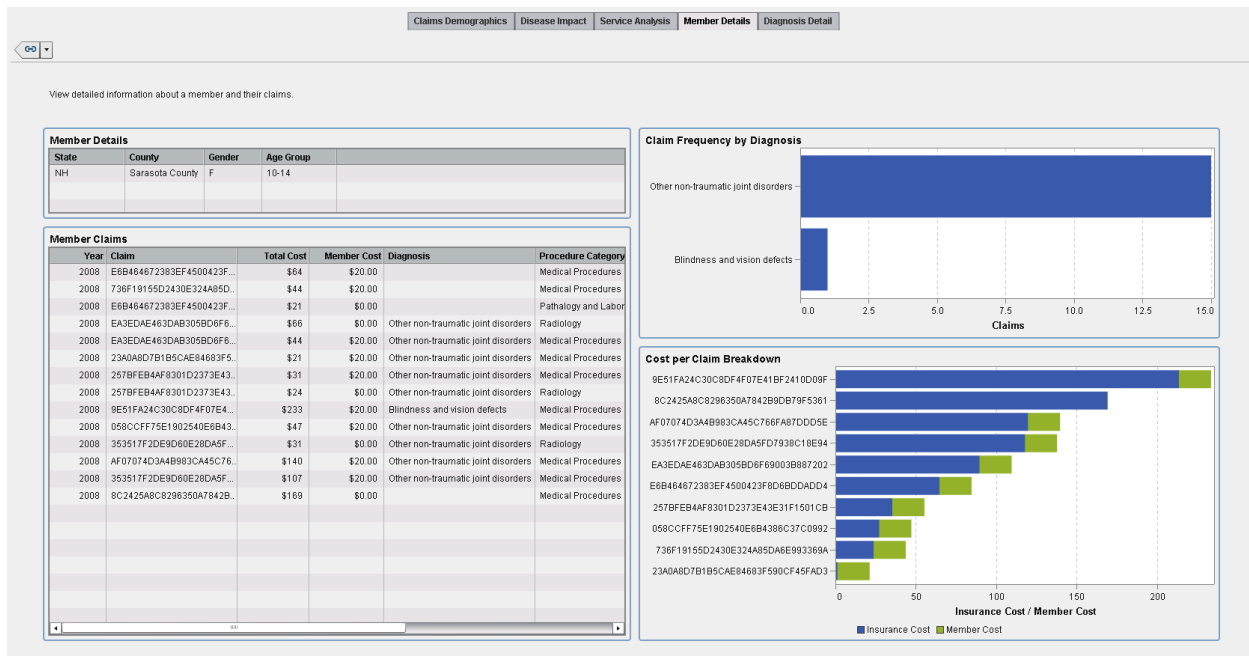 Claims Demographics Disease Impact Service Analysis Member Details Diagnosis Detail
View detailed information about a member and their claims.
Member Details
State County Gender Age Group
NH Sarasota County F 10-14
Member Claims
Year Claim Total Cost Member Cost Diagnosis Procedure Category
2008 E6B464672383EF4500423F... $64 $20.00 Medical Procedures
2008 736F19155D2430E324A85D... $44 $20.00 Medical Procedures
2008 E6B464672383EF4500423F... $21 $0.00 Pathalogy and Labor
2008 EA3EDAE463DAB305BD6F6... $66 $0.00 Other non-traumatic joint disorders Radiology
2008 EA3EDAE463DAB305BD6F6... $44 $20.00 Other non-traumatic joint disorders Medical Procedures
2008 23A0A8D7B1B5CAE84683F5... $21 $20.00 Other non-traumatic joint disorders Medical Procedures
2008 257BFEB4AF8301D2373E43... $31 $20.00 Other non-traumatic joint disorders Medical Procedures
2008 257BFEB4AF8301D2373E43... $24 $0.00 Other non-traumatic joint disorders Radiology
2008 9E51FA24C30C8DF4F07E4... $233 $20.00 Blindness and vision defects Medical Procedures
2008 058CCFF75E1902540E6B43... $47 $20.00 Other non-traumatic joint disorders Medical Procedures
2008 353517F2DE9D60E28DA5F... $31 $0.00 Other non-traumatic joint disorders Radiology
2008 AF07074D3A4B983CA45C76... $140 $20.00 Other non-traumatic joint disorders Medical Procedures
2008 353517F2DE9D60E28DA5F... $107 $20.00 Other non-traumatic joint disorders Medical Procedures
2008 8C2425A8C8296350A7842B... $169 $0.00 Medical Procedures
Claim Frequency by Diagnosis
Other non-traumatic joint disorders
Blindness and vision defects
0.0 2.5 5.0 7.5 10.0 12.5 15.0
Claims
Cost per Claim Breakdown
9E51FA24C30C8DF4F07E41BF2410D09F
8C2425A8C8296350A7842B9DB79F5361
AF07074D3A4B983CA45C766FA87DDD5E
353517F2DE9D60E28DA5FD7938C18E94
EA3EDAE463DAB305BD6F69003B887202
E6B464672383EF4500423F8D6BDDADD4
257BFEB4AF8301D2373E43E31F1501CB
058CCFF75E1902540E6B4386C37C0992
736F19155D2430E324A85DA6E993369A
23A0A8D7B1B5CAE84683F590CF45FAD3
0 50 100 150 200
Insurance Cost / Member Cost
Insurance Cost Member Cost